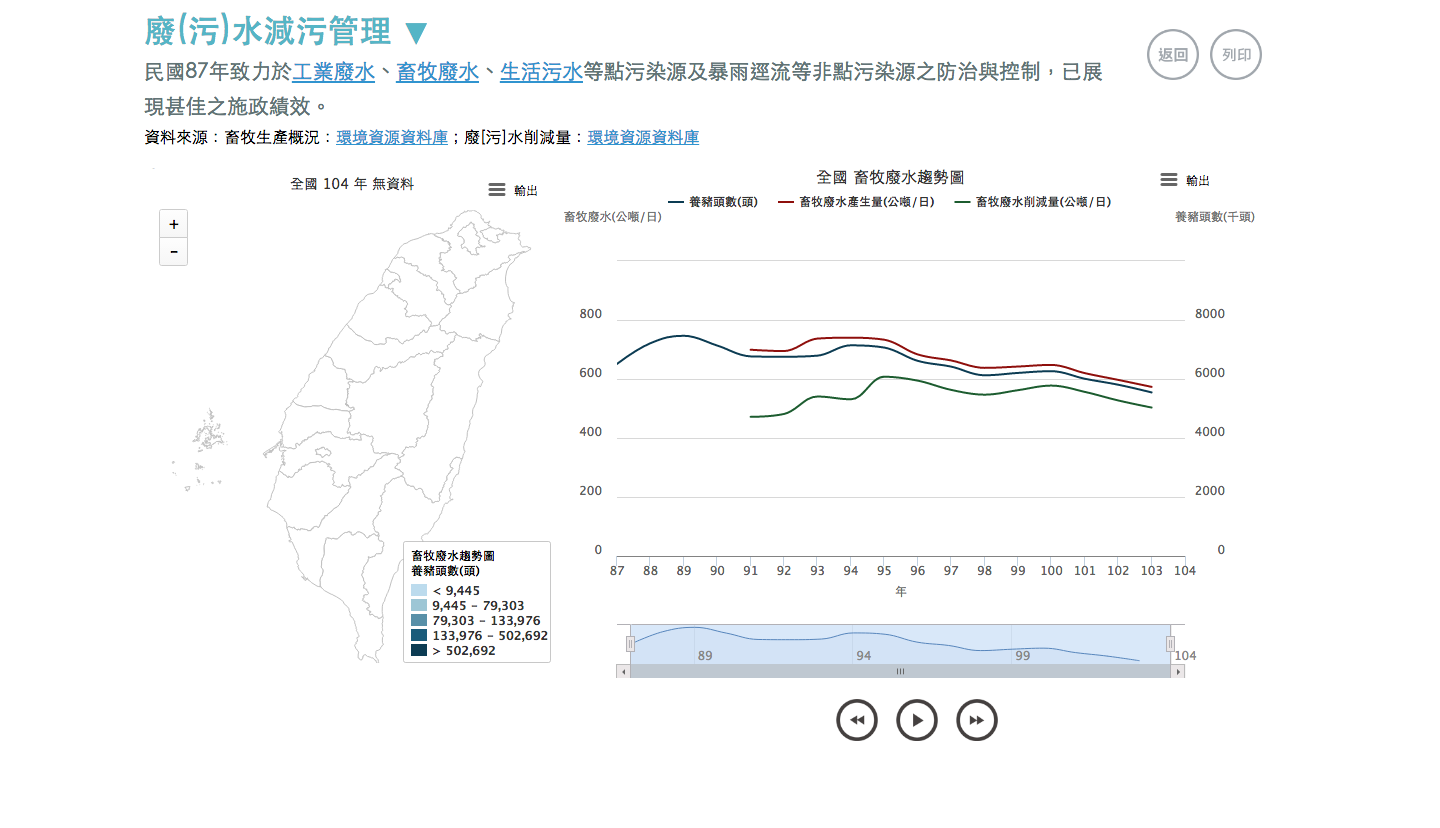 廢(污)水減污管理 ▼
返回
列印
民國87年致力於工業廢水、畜牧廢水、生活污水等點污染源及暴雨逕流等非點污染源之防治與控制，已展
現甚佳之施政績效。
資料來源：畜牧生產概況：環境資源資料庫；廢[污]水削減量：環境資源資料庫
全國 104 年 無資料
輸出
+
-
畜牧廢水趨勢圖
養豬頭數(頭)
< 9,445
9,445 - 79,303
79,303 - 133,976
133,976 - 502,692
> 502,692
全國 畜牧廢水趨勢圖
輸出
養豬頭數(頭) 畜牧廢水產生量(公噸/日) 畜牧廢水削減量(公噸/日)
畜牧廢水(公噸/日) 養豬頭數(千頭)
800 8000
600 6000
400 4000
200 2000
0 0
87 88 89 90 91 92 93 94 95 96 97 98 99 100 101 102 103 104
年
89 94 99 104